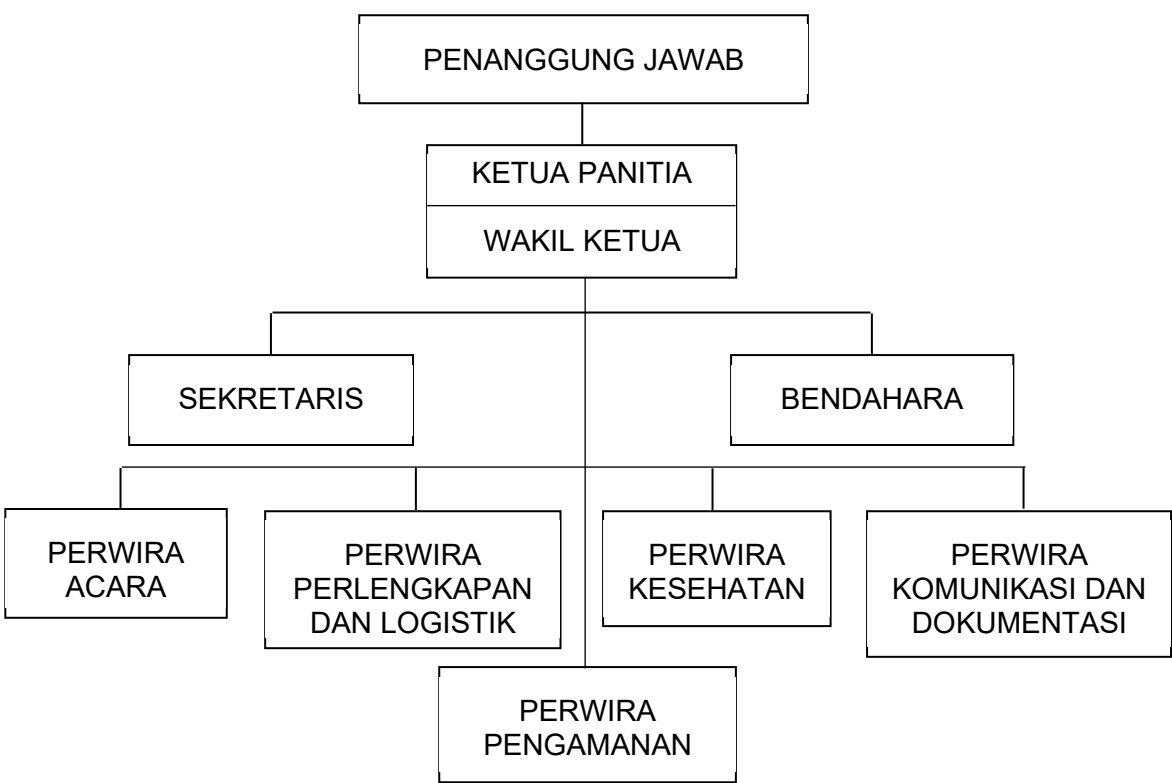 PENANGGUNG JAWAB
KETUA PANITIA
WAKIL KETUA
SEKRETARIS
BENDAHARA
PERWIRA
ACARA
PERWIRA
PERLENGKAPAN
DAN LOGISTIK
PERWIRA
KESEHATAN
PERWIRA
KOMUNIKASI DAN
DOKUMENTASI
PERWIRA
PENGAMANAN